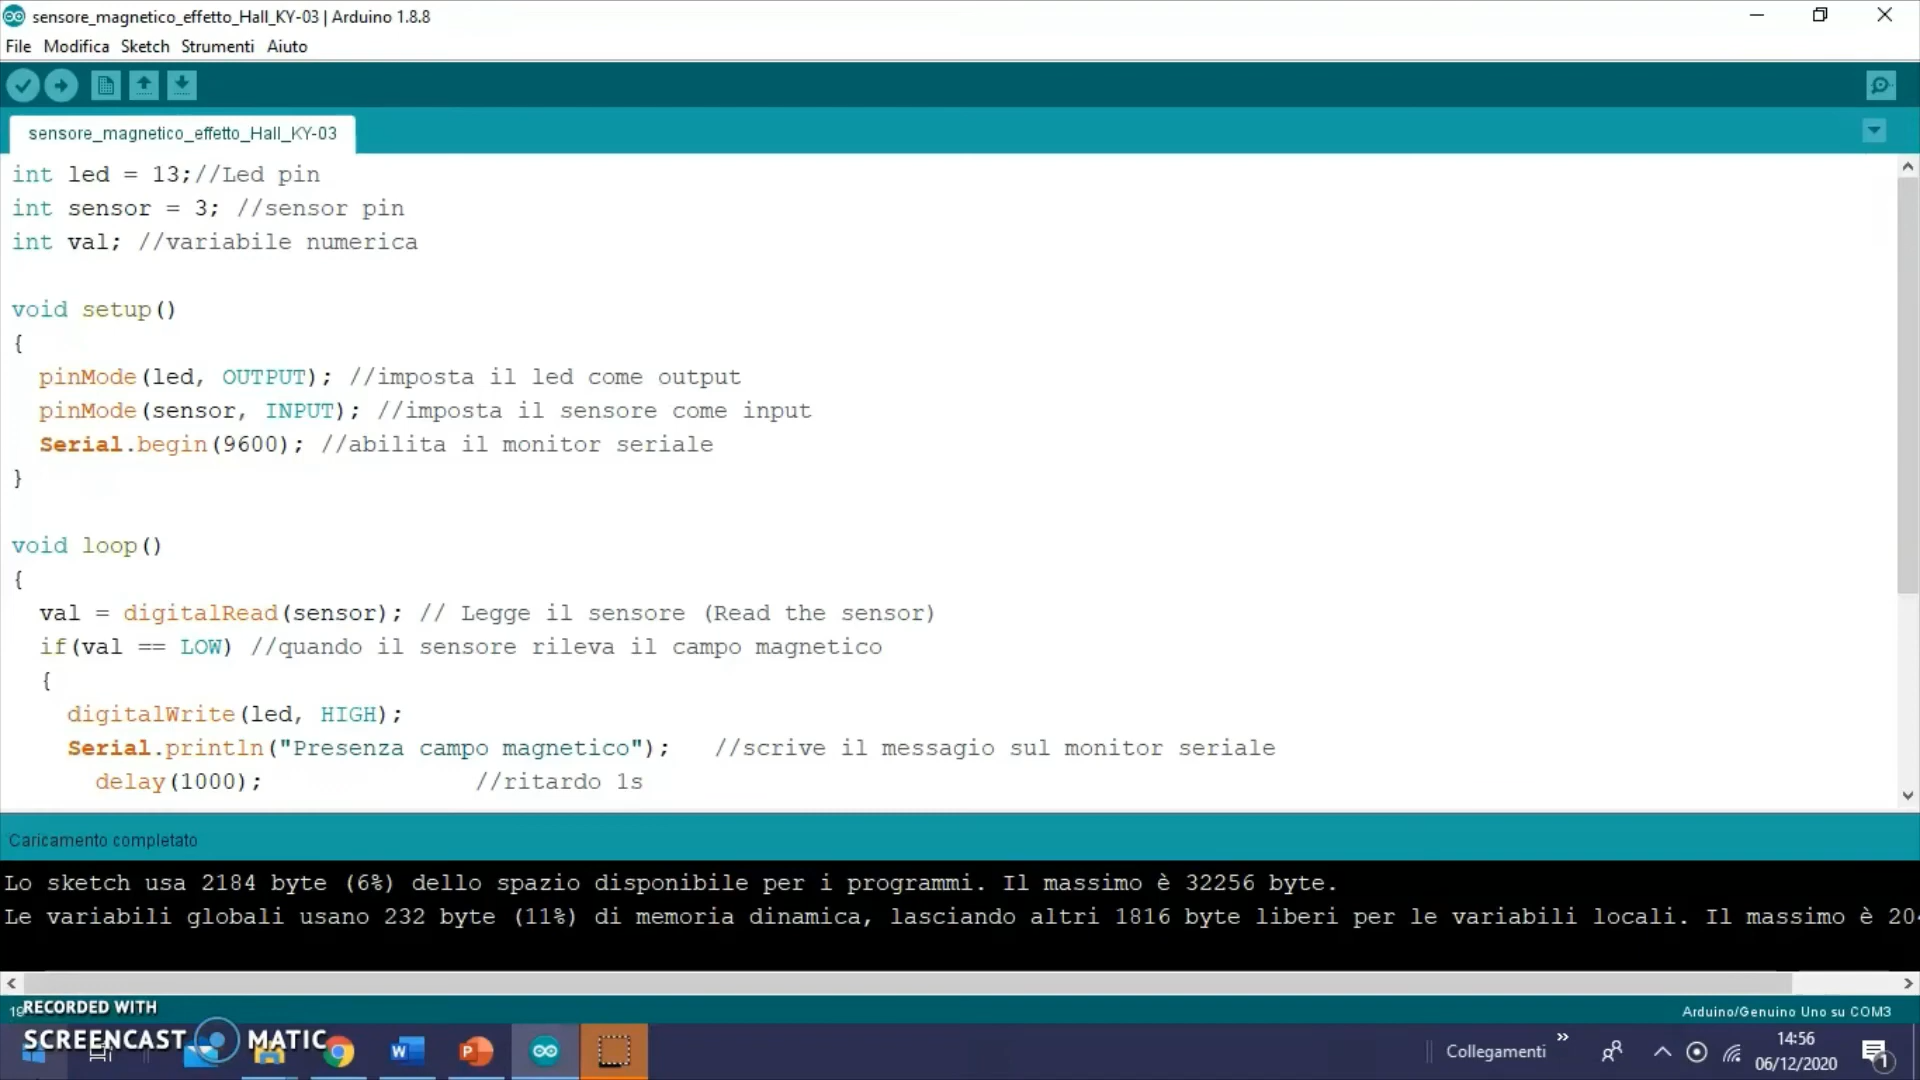 sensore_magnetico_effetto_Hall_KY-03 | Arduino 1.8.8
File Modifica Sketch Strumenti Aiuto
sensore_magnetico_effetto_Hall_KY-03
int led = 13;//Led pin
int sensor = 3; //sensor pin
int val; //variabile numerica
void setup()
{
pinMode(led, OUTPUT); //imposta il led come output
pinMode(sensor, INPUT); //imposta il sensore come input
Serial.begin(9600); //abilita il monitor seriale
}
void loop()
{
val = digitalRead(sensor); // Legge il sensore (Read the sensor)
if(val == LOW) //quando il sensore rileva il campo magnetico
{
digitalWrite(led, HIGH);
Serial.println("Presenza campo magnetico"); //scrive il messagio sul monitor seriale
delay(1000); //ritardo 1s
Caricamento completato
Lo sketch usa 2184 byte (6%) dello spazio disponibile per i programmi. Il massimo è 32256 byte.
Le variabili globali usano 232 byte (11%) di memoria dinamica, lasciando altri 1816 byte liberi per le variabili locali. Il massimo è 20
RECORDED WITH
Arduino/Genuino Uno su COM3
SCREENCAST MATIC
Collegamenti
14:56
06/12/2020
1